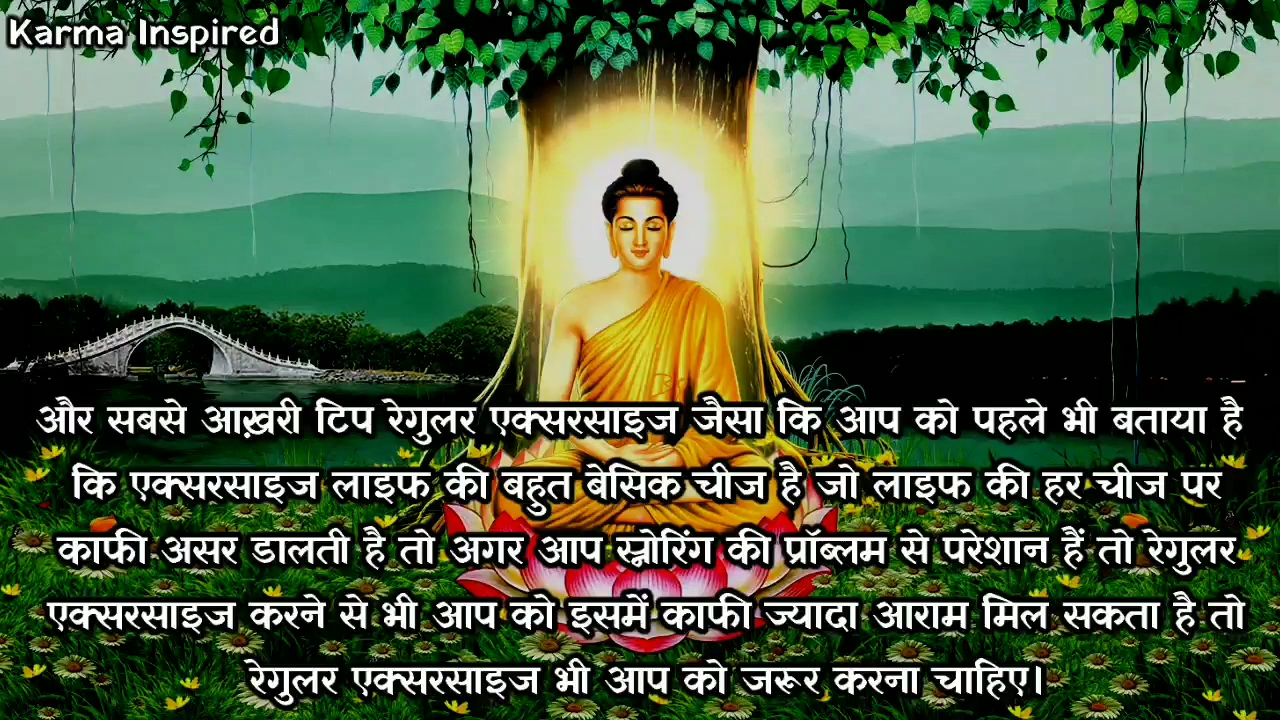 Karma Inspired
और सबसे आख़री टिप रेगुलर एक्सरसाइज जैसा कि आप को पहले भी बताया है
कि एक्सरसाइज लाइफ की बहुत बेसिक चीज है जो लाइफ की हर चीज पर
काफी असर डालती है तो अगर आप स्नोरिंग की प्रॉब्लम से परेशान हैं तो रेगुलर
एक्सरसाइज करने से भी आप को इसमें काफी ज्यादा आराम मिल सकता है तो
रेगुलर एक्सरसाइज भी आप को जरूर करना चाहिए।